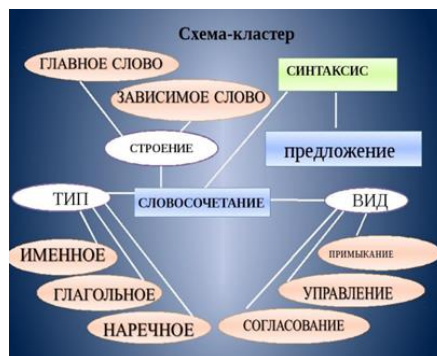 Схема-кластер
ГЛАВНОЕ СЛОВО
СИНТАКСИС
ЗАВИСИМОЕ СЛОВО
СТРОЕНИЕ
предложение
ТИП
СЛОВОСОЧЕТАНИЕ
ВИД
ИМЕННОЕ
ПРИМЫКАНИЕ
ГЛАГОЛЬНОЕ
УПРАВЛЕНИЕ
НАРЕЧНОЕ
СОГЛАСОВАНИЕ